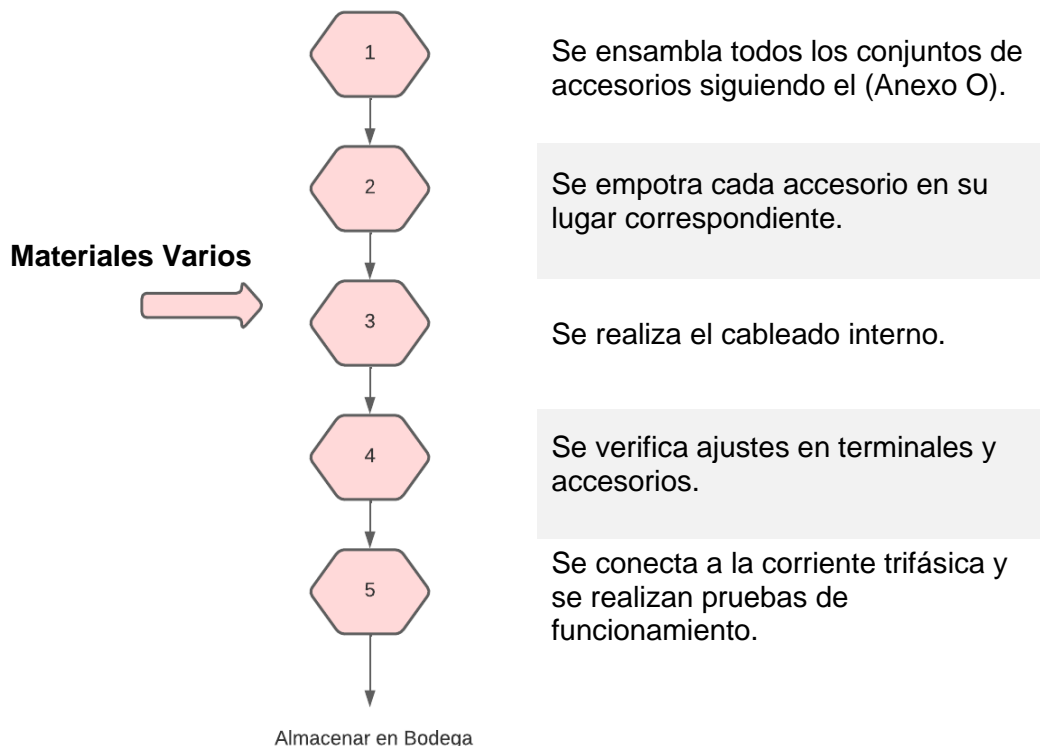 1
Se ensambla todos los conjuntos de
accesorios siguiendo el (Anexo O).
2
Se empotra cada accesorio en su
lugar correspondiente.
Materiales Varios
3
Se realiza el cableado interno.
4
Se verifica ajustes en terminales y
accesorios.
5
Se conecta a la corriente trifásica y
se realizan pruebas de
funcionamiento.
Almacenar en Bodega